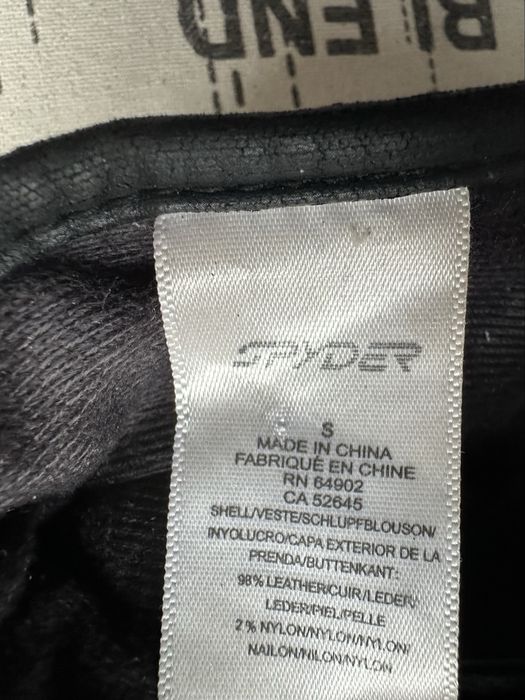 BLEND
SPYDER
S
MADE IN CHINA
FABRIQUÉ EN CHINE
RN 64902
CA 52645
SHELL/VESTE/SCHLUPFBLOUSON/
INYOLUCRO/CAPA EXTERIOR DE LA
PRENDA/BUTTENKANT:
98% LEATHER/CUIR/LEDER/
LEDER/PIEL/PELLE
2% NYLON/NYLON/NYLON/
NAILON/NILON/NYLON